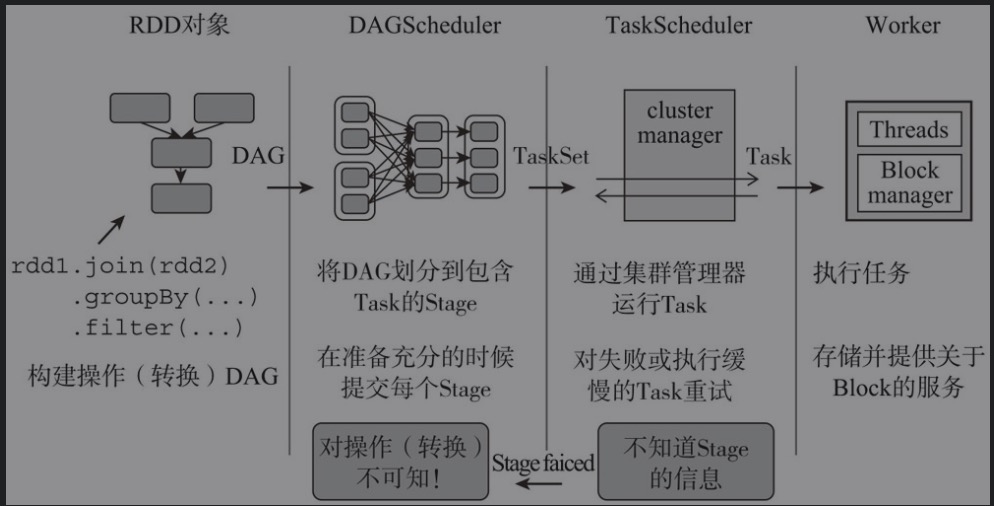 RDD对象
DAGScheduler
TaskScheduler
Worker
DAG
TaskSet
cluster
manager
Task
Threads
Block
manager
rdd1.join(rdd2)
.groupBy(...)
.filter(...)
构建操作（转换）DAG
将DAG划分到包含
Task的Stage
在准备充分的时候
提交每个Stage
通过集群管理器
运行Task
对失败或执行缓
慢的Task重试
执行任务
存储并提供关于
Block的服务
对操作（转换）
不可知！
Stage faiced
不知道Stage
的信息